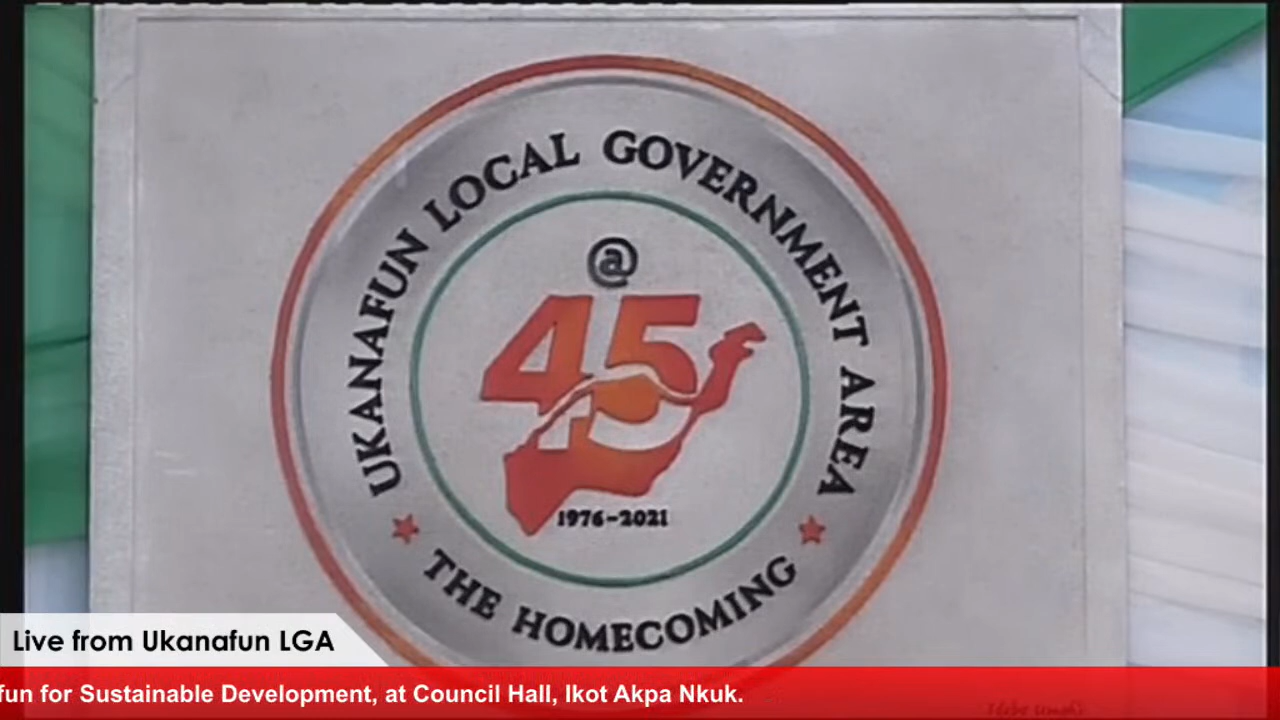 UKANAFUN LOCAL GOVERNMENT AREA
@
45
1976-2021
★ THE HOMECOMING ★
Live from Ukanafun LGA
fun for Sustainable Development, at Council Hall, Ikot Akpa Nkuk.